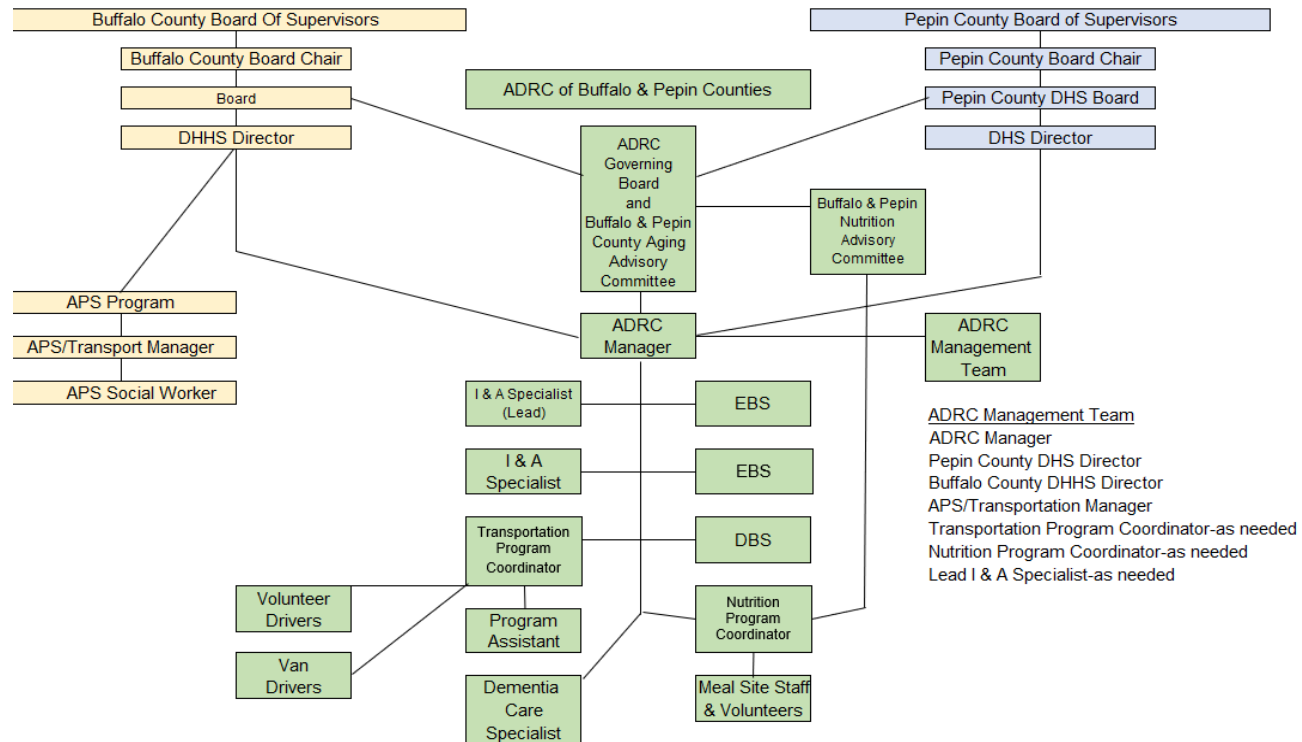 Buffalo County Board Of Supervisors
Buffalo County Board Chair
Board
DHHS Director
Pepin County Board of Supervisors
Pepin County Board Chair
Pepin County DHS Board
DHS Director
ADRC of Buffalo & Pepin Counties
ADRC
Governing
Board
and
Buffalo & Pepin
County Aging
Advisory
Committee
Buffalo & Pepin
Nutrition
Advisory
Committee
APS Program
APS/Transport Manager
APS Social Worker
ADRC
Manager
ADRC
Management
Team
I & A Specialist
(Lead)
EBS
I & A
Specialist
EBS
Transportation
Program
Coordinator
DBS
Volunteer
Drivers
Program
Assistant
Nutrition
Program
Coordinator
Van
Drivers
Dementia
Care
Specialist
Meal Site Staff
& Volunteers
ADRC Management Team
ADRC Manager
Pepin County DHS Director
Buffalo County DHHS Director
APS/Transportation Manager
Transportation Program Coordinator-as needed
Nutrition Program Coordinator-as needed
Lead I & A Specialist-as needed